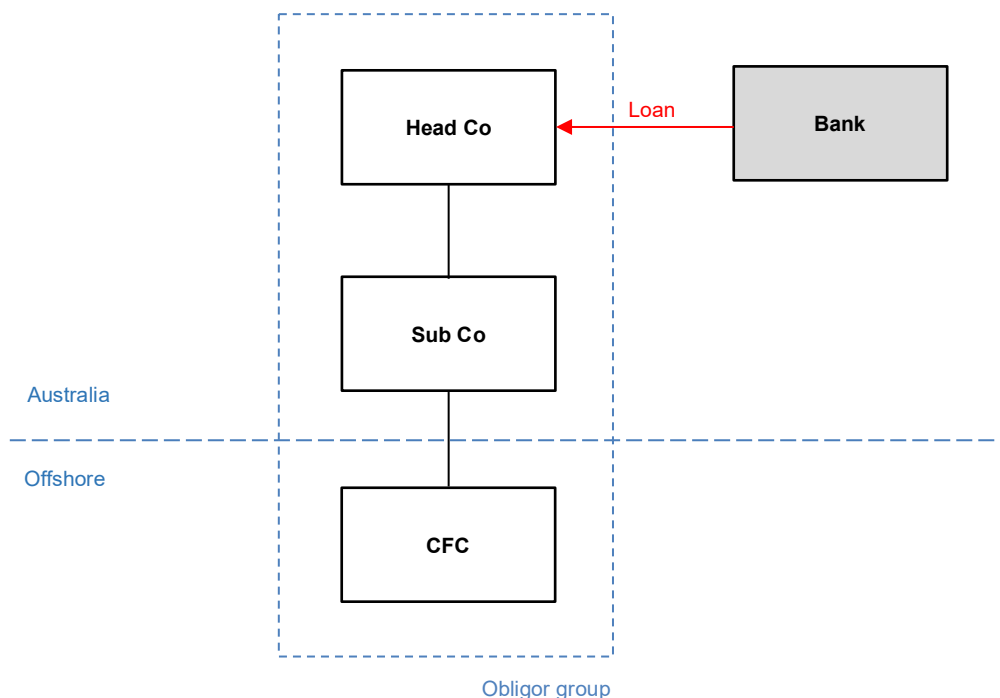 Head Co
Loan
Bank
Sub Co
Australia
Offshore
CFC
Obligor group